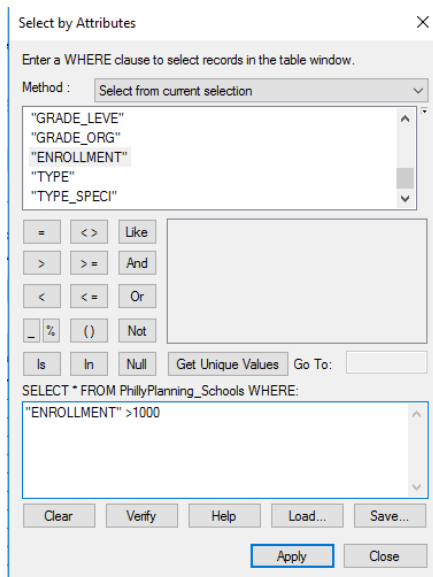 Select by Attributes
Enter a WHERE clause to select records in the table window.
Method : Select from current selection
"GRADE_LEVE"
"GRADE_ORG"
"ENROLLMENT"
"TYPE"
"TYPE_SPECI"
= < > Like
> > = And
< < = Or
_ % () Not
Is In Null Get Unique Values Go To:
SELECT * FROM PhillyPlanning_Schools WHERE:
"ENROLLMENT" >1000
Clear Verify Help Load... Save...
Apply Close